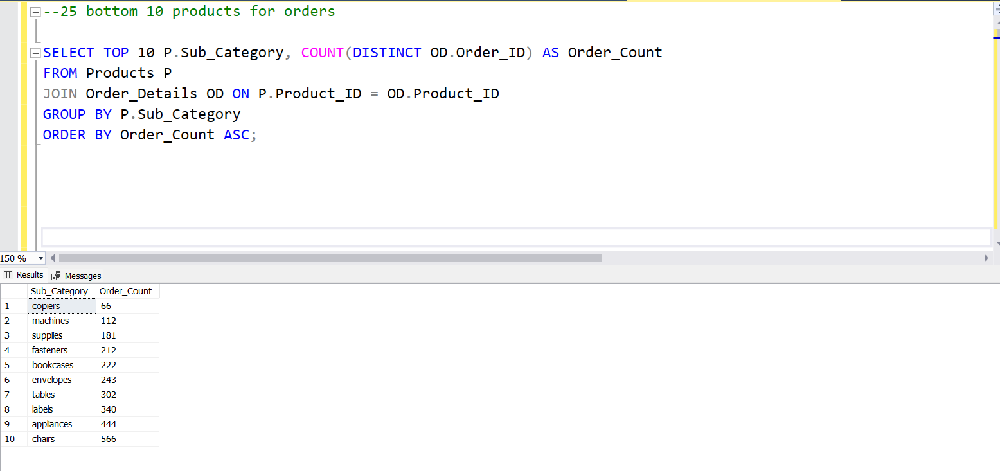 --25 bottom 10 products for orders
SELECT TOP 10 P.Sub_Category, COUNT(DISTINCT OD.Order_ID) AS Order_Count
FROM Products P
JOIN Order_Details OD ON P.Product_ID = OD.Product_ID
GROUP BY P.Sub_Category
ORDER BY Order_Count ASC;
150 %
Results Messages
Sub_Category Order_Count
1 copiers 66
2 machines 112
3 supplies 181
4 fasteners 212
5 bookcases 222
6 envelopes 243
7 tables 302
8 labels 340
9 appliances 444
10 chairs 566